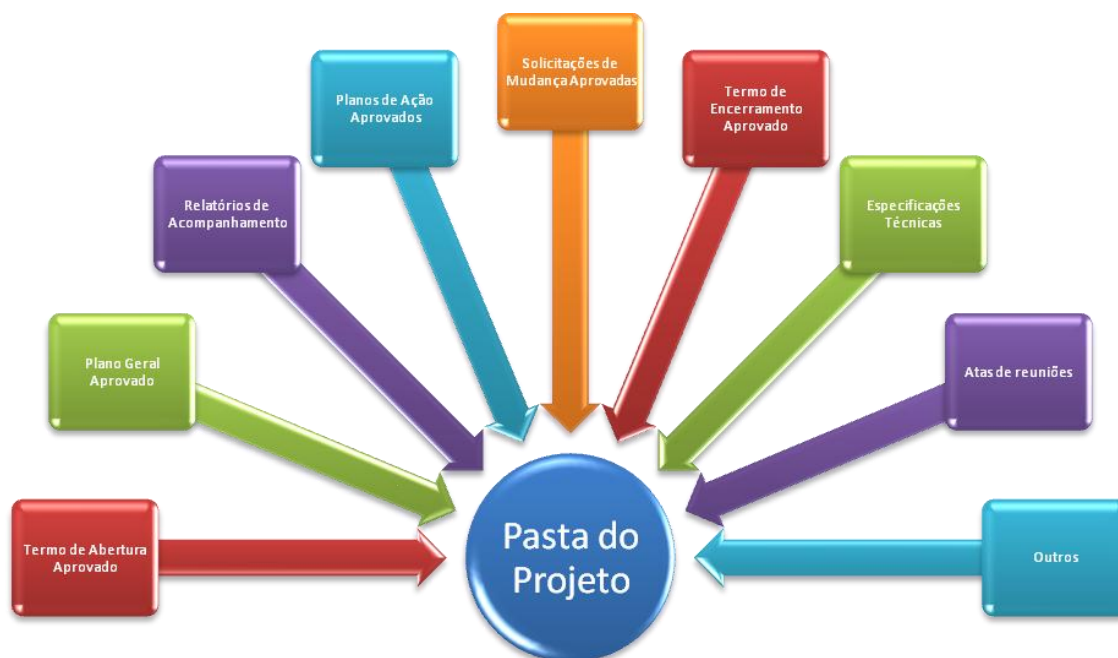 Solicitações de
Mudança Aprovadas
Planos de Ação
Aprovados
Termo de
Encerramento
Aprovado
Relatórios de
Acompanhamento
Especificações
Técnicas
Plano Geral
Aprovado
Atas de reuniões
Termo de Abertura
Aprovado
Pasta do
Projeto
Outros